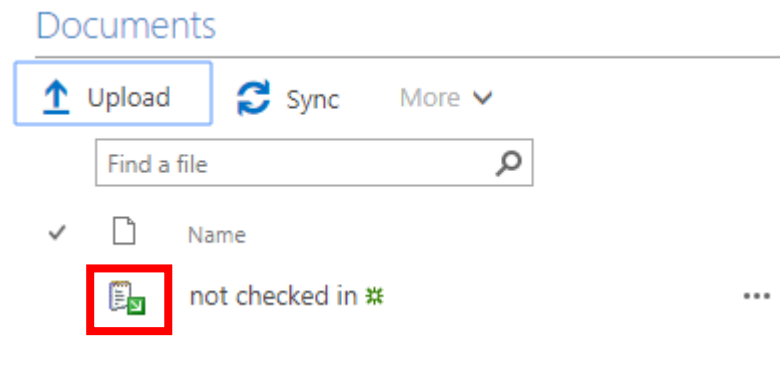 Documents
Upload Sync More
Find a file
Name
not checked in